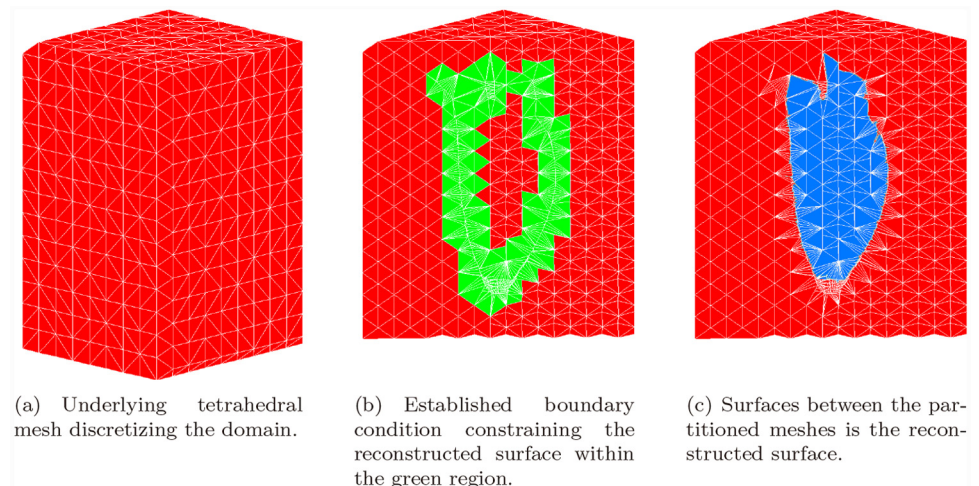 (a) Underlying tetrahedral
mesh discretizing the domain.
(b) Established boundary
condition constraining the
reconstructed surface within
the green region.
(c) Surfaces between the par-
titioned meshes is the recon-
structed surface.